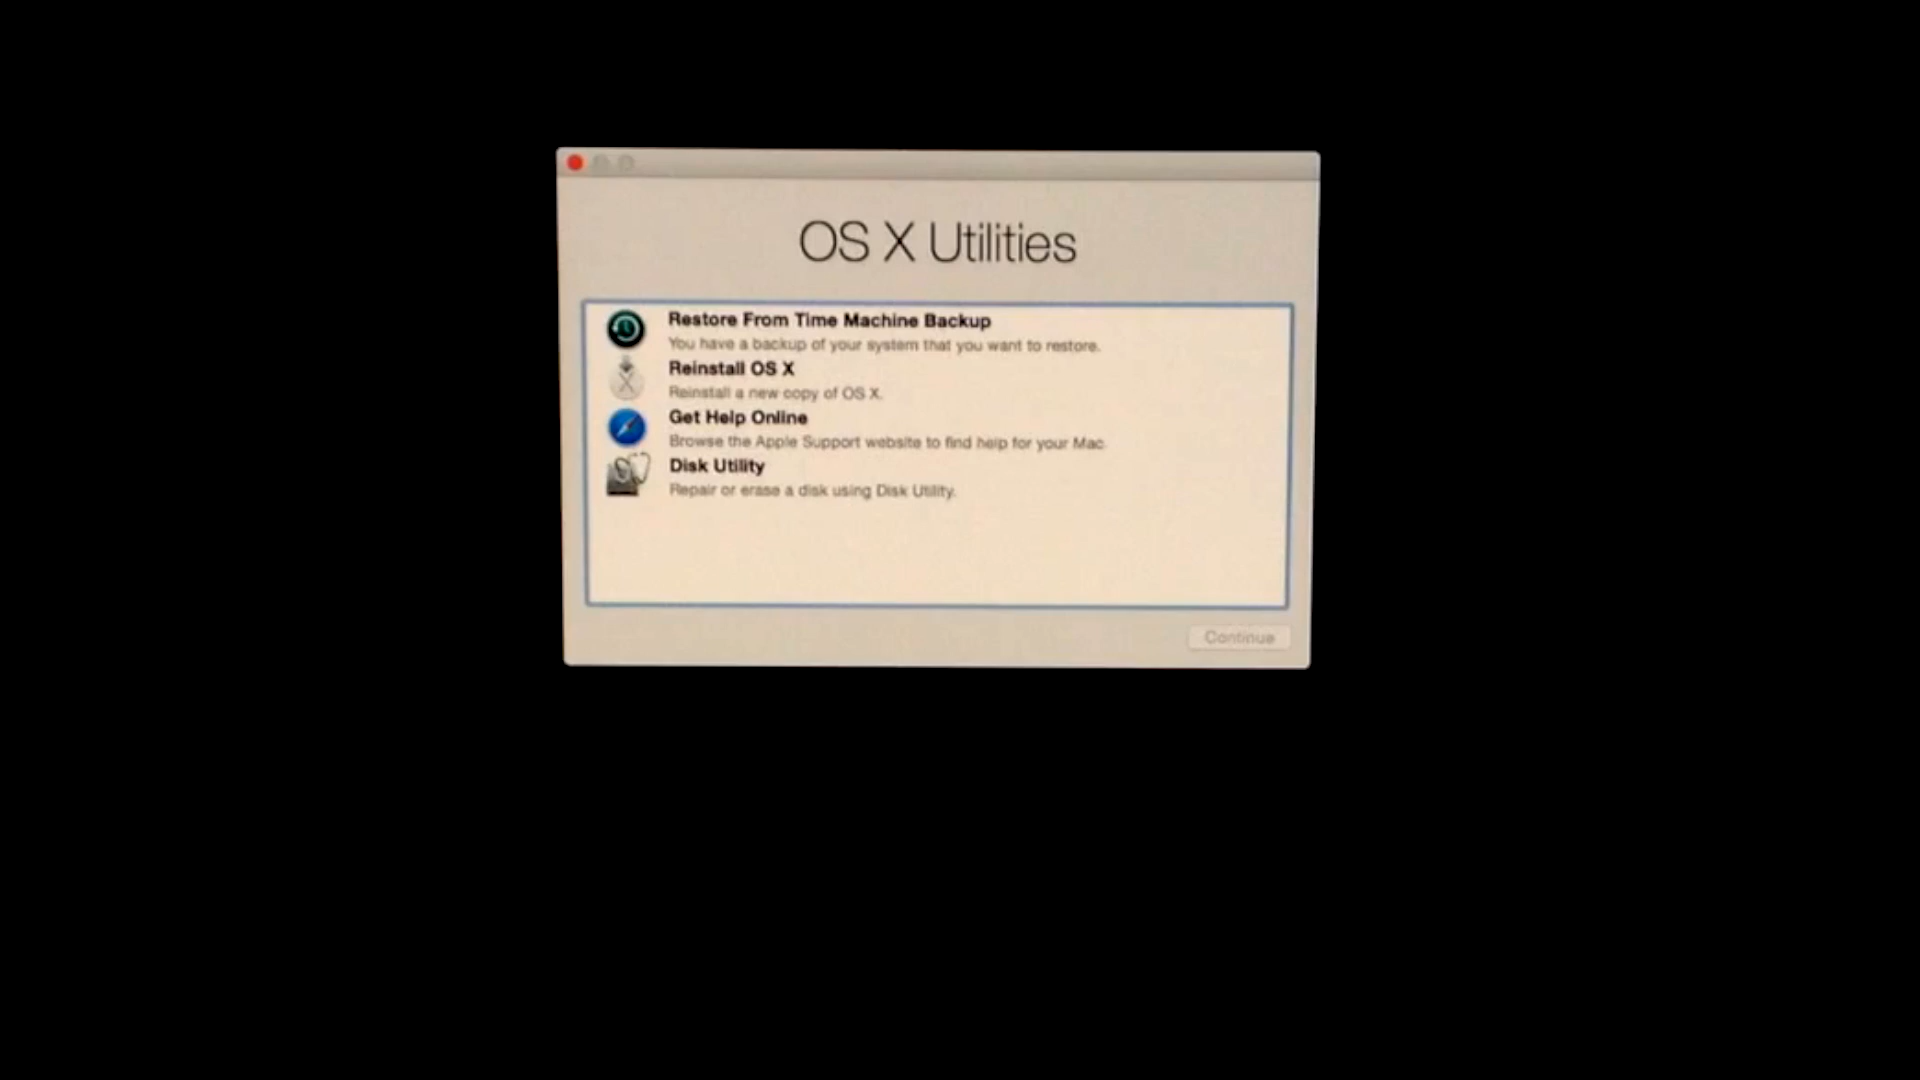 OS X Utilities
Restore From Time Machine Backup
You have a backup of your system that you want to restore.
Reinstall OS X
Reinstall a new copy of OS X.
Get Help Online
Browse the Apple Support website to find help for your Mac.
Disk Utility
Repair or erase a disk using Disk Utility.
Continue